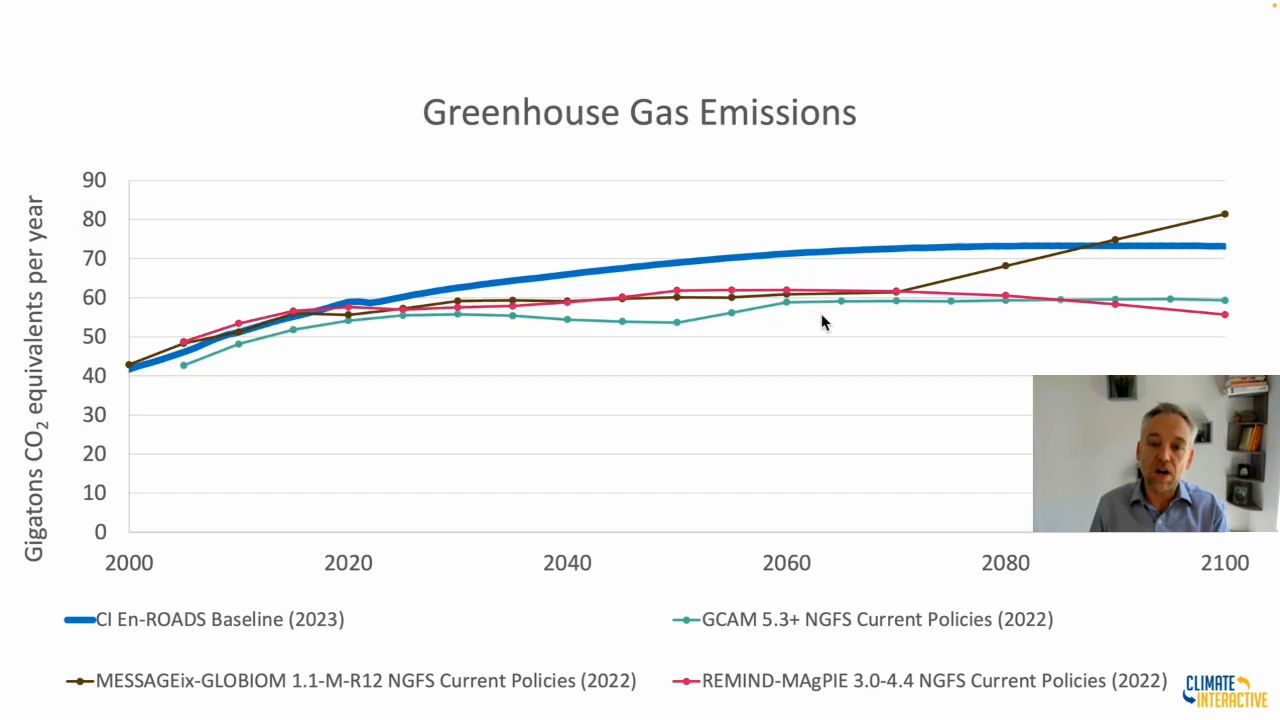 Greenhouse Gas Emissions
Gigatons CO₂ equivalents per year
90
80
70
60
50
40
30
20
10
0
2000 2020 2040 2060 2080 2100
CI En-ROADS Baseline (2023)
GCAM 5.3+ NGFS Current Policies (2022)
MESSAGEix-GLOBIOM 1.1-M-R12 NGFS Current Policies (2022)
REMIND-MAgPIE 3.0-4.4 NGFS Current Policies (2022)
CLIMATE
INTERACTIVE